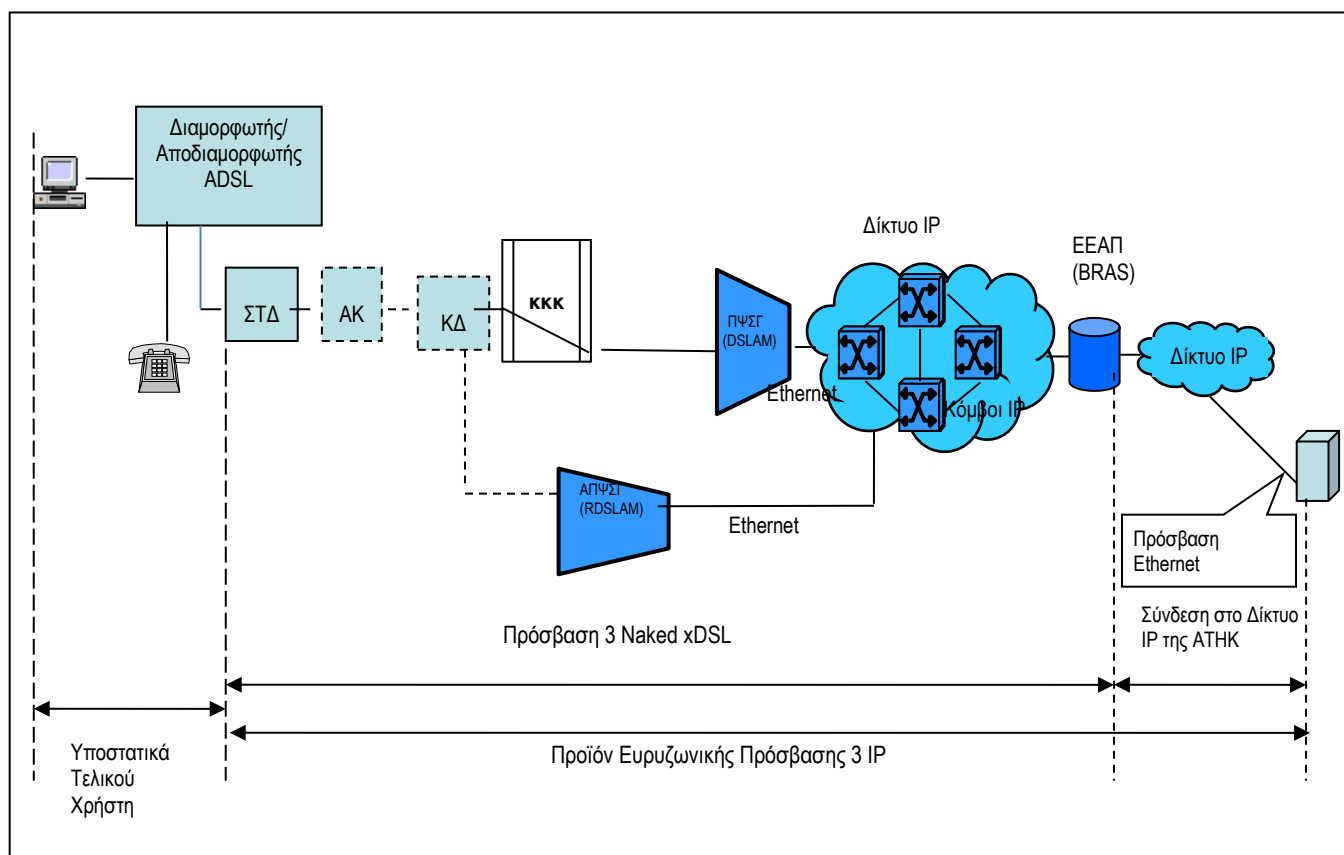 Διαμορφωτής/
Αποδιαμορφωτής
ADSL
Δίκτυο IP
ΕΕΑΠ
(BRAS)
ΣΤΔ
ΑΚ
ΚΔ
ΚΚΚ
ΠΨΣΓ
(DSLAM)
Ethernet
Κόμβοι IP
Δίκτυο IP
ΑΠΨΣΓ
(RDSLAM)
Ethernet
Πρόσβαση
Ethernet
Πρόσβαση 3 Naked xDSL
Σύνδεση στο Δίκτυο
IP της ΑΤΗΚ
Υποστατικά
Τελικού
Χρήστη
Προϊόν Ευρυζωνικής Πρόσβασης 3 IP